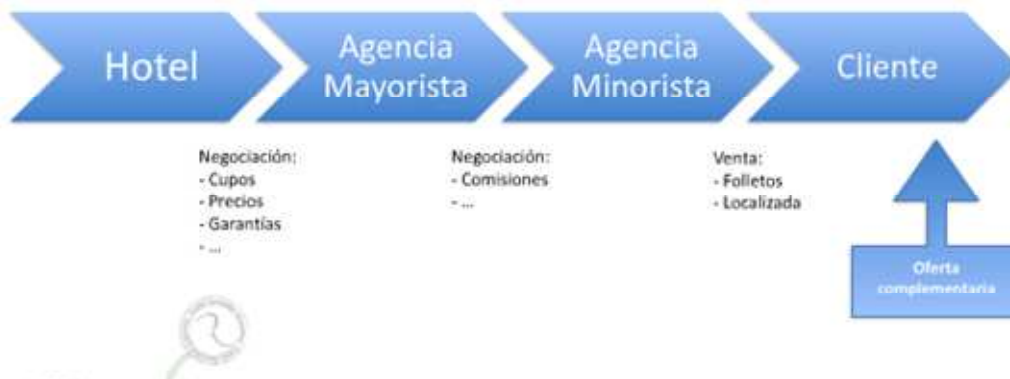 Hotel
Agencia
Mayorista
Agencia
Minorista
Cliente
Negociación:
- Cupos
- Precios
- Garantías
- ...
Negociación:
- Comisiones
- ...
Venta:
- Folletos
- Localizada
Oferta
complementaria